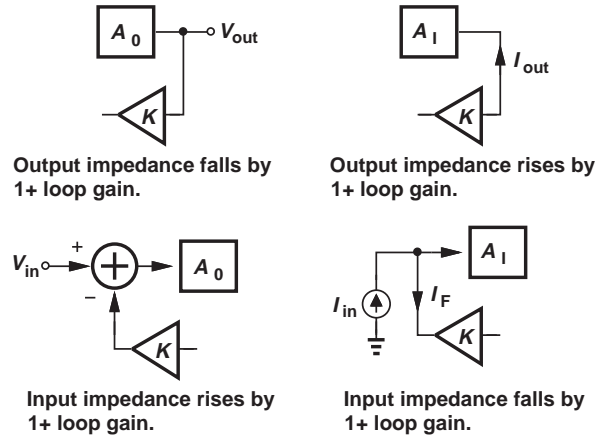 A0
Vout
K
Output impedance falls by
1+ loop gain.
AI
Iout
K
Output impedance rises by
1+ loop gain.
Vin
+
+
−
A0
K
Input impedance rises by
1+ loop gain.
Iin
IF
AI
K
Input impedance falls by
1+ loop gain.